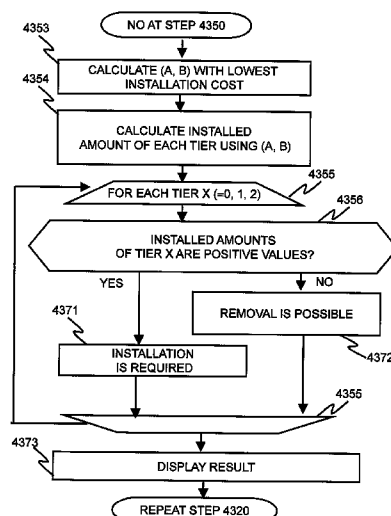 NO AT STEP 4350
4353
CALCULATE (A, B) WITH LOWEST
INSTALLATION COST
4354
CALCULATE INSTALLED
AMOUNT OF EACH TIER USING (A, B)
FOR EACH TIER X (=0, 1, 2)
4355
4356
INSTALLED AMOUNTS
OF TIER X ARE POSITIVE VALUES?
YES
NO
4371
REMOVAL IS POSSIBLE
INSTALLATION
IS REQUIRED
4372
4355
4373
DISPLAY RESULT
REPEAT STEP 4320